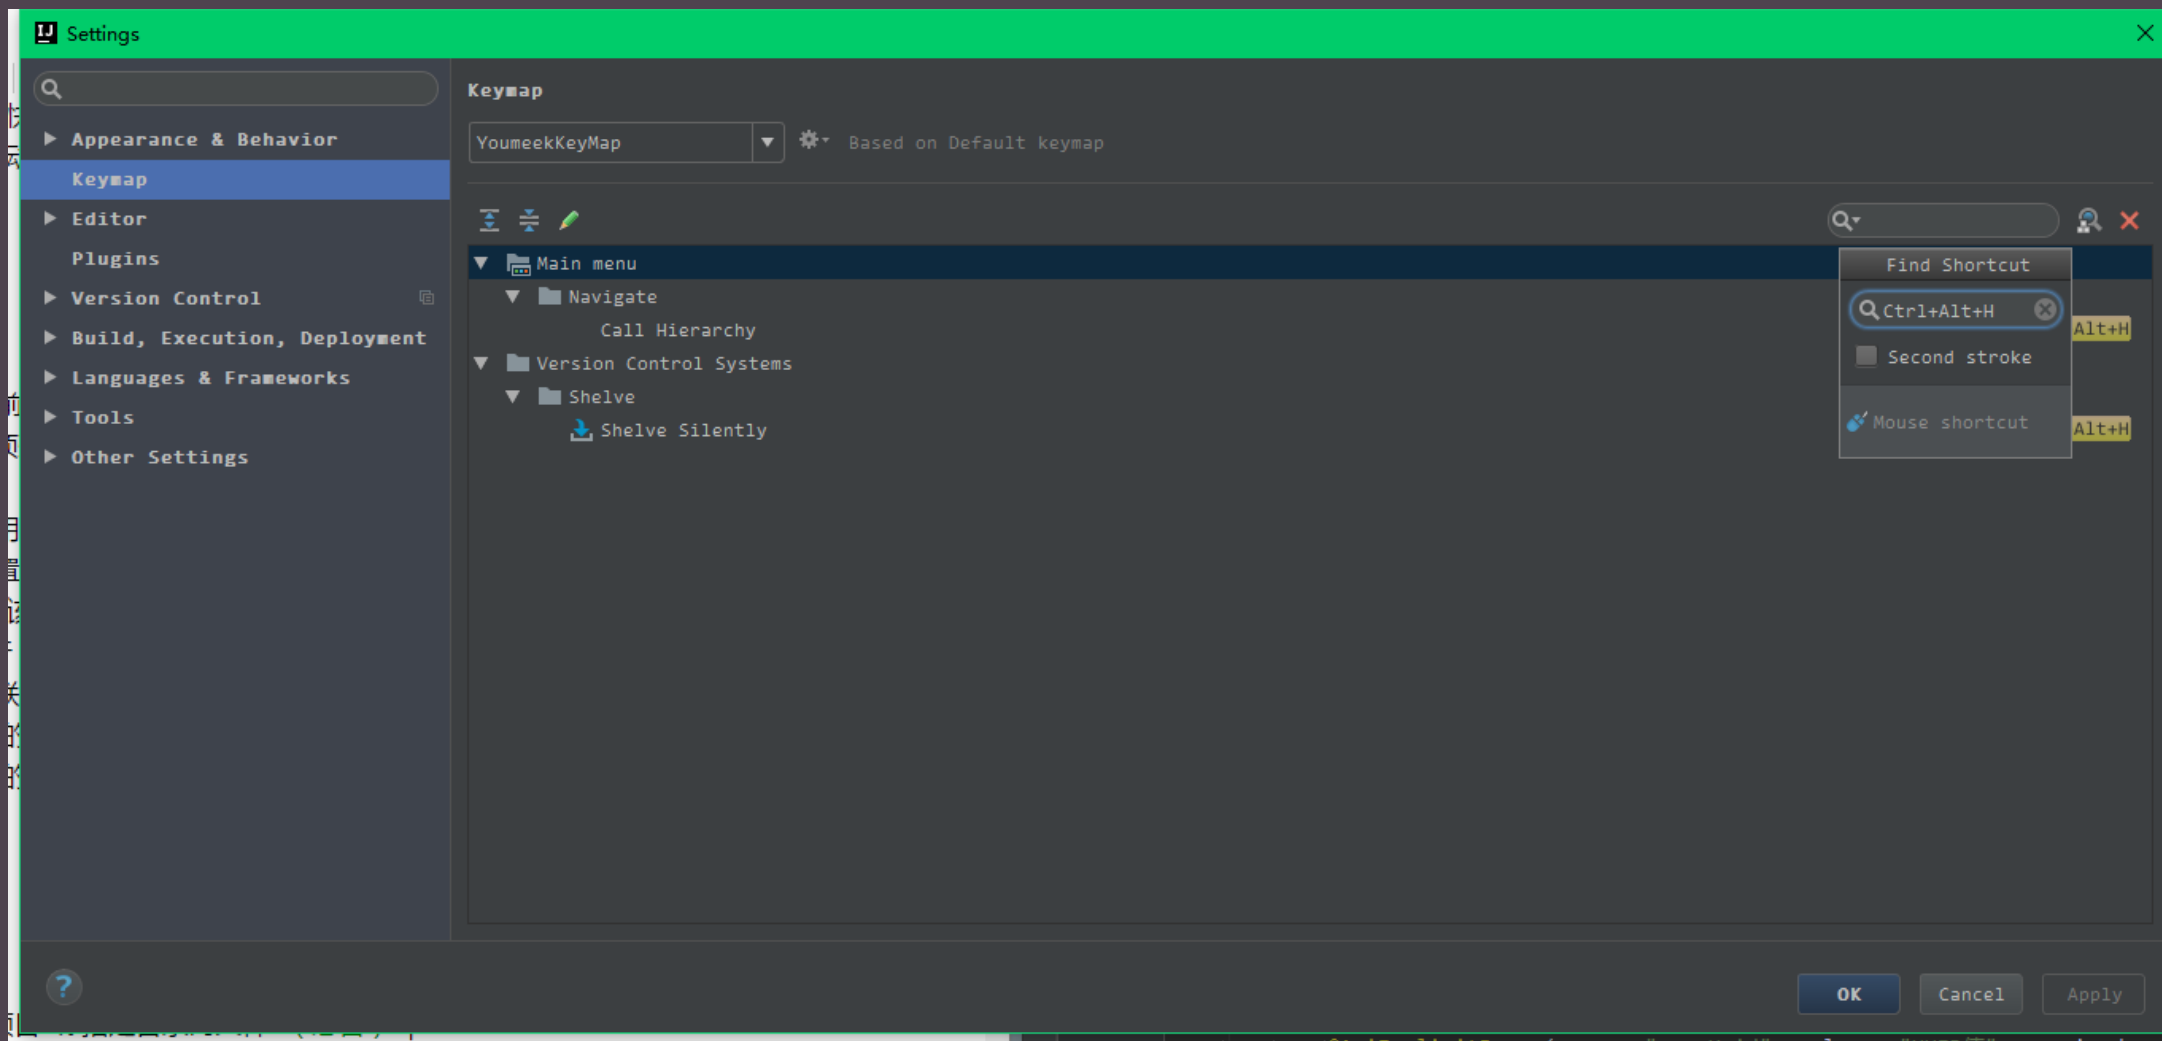 Settings
Appearance & Behavior
Keymap
Editor
Plugins
Version Control
Build, Execution, Deployment
Languages & Frameworks
Tools
Other Settings
Keymap
YoumeekKeyMap
Based on Default keymap
Main menu
Navigate
Call Hierarchy
Alt+H
Version Control Systems
Shelve
Shelve Silently
Alt+H
Find Shortcut
Ctrl+Alt+H
Second stroke
Mouse shortcut
?
OK
Cancel
Apply